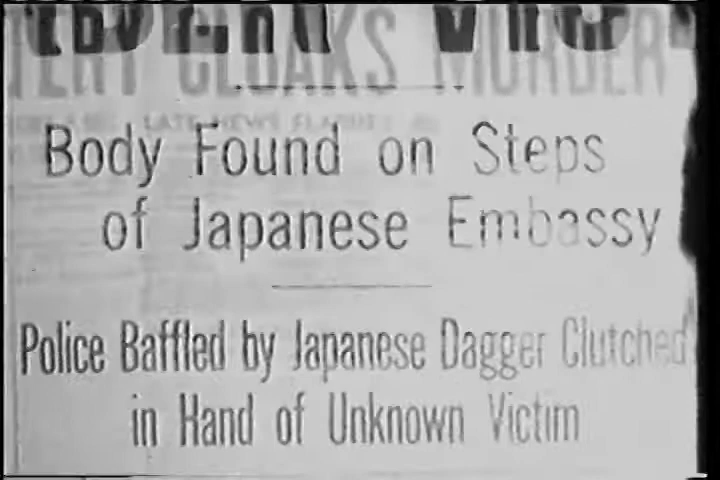 TERY CLOAKS MURDER
LATE NEWS FLASHES
Body Found on Steps
of Japanese Embassy
Police Baffled by Japanese Dagger Clutched
in Hand of Unknown Victim